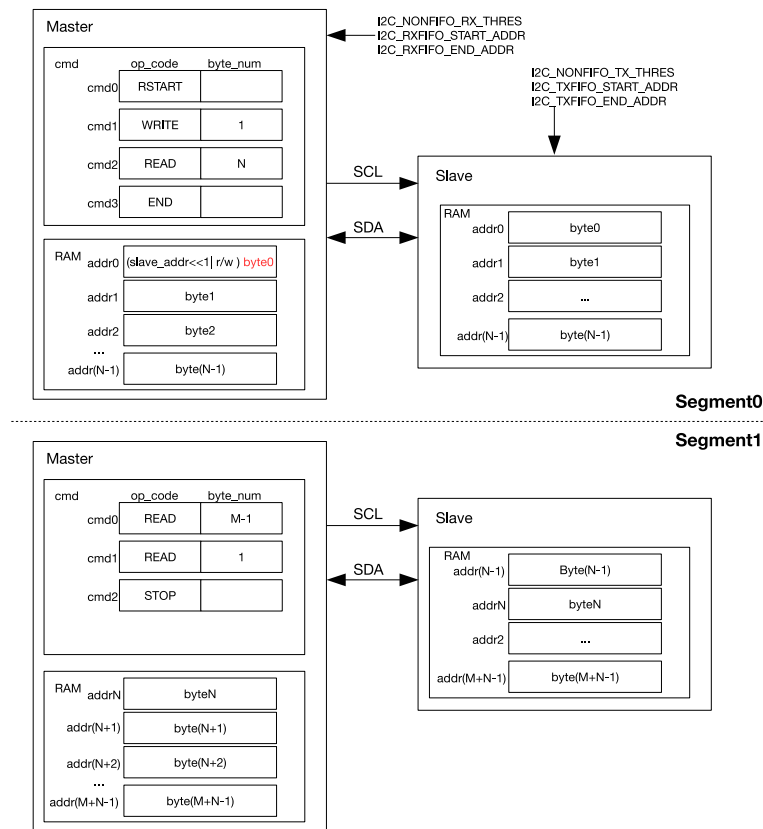 Master
I2C_NONFIFO_RX_THRES
I2C_RXFIFO_START_ADDR
I2C_RXFIFO_END_ADDR
cmd op_code byte_num
cmd0 RSTART
cmd1 WRITE 1
cmd2 READ N
cmd3 END
I2C_NONFIFO_TX_THRES
I2C_TXFIFO_START_ADDR
I2C_TXFIFO_END_ADDR
SCL
SDA
Slave
RAM
addr0 byte0
addr1 byte1
addr2 ...
addr(N-1) byte(N-1)
RAM addr0 (slave_addr<<1| r/w ) byte0
addr1 byte1
addr2 byte2
...
addr(N-1) byte(N-1)
Segment0
Segment1
Master
cmd op_code byte_num
cmd0 READ M-1
cmd1 READ 1
cmd2 STOP
SCL
SDA
Slave
RAM
addr(N-1) Byte(N-1)
addrN byteN
addr2 ...
addr(M+N-1) byte(M+N-1)
RAM addrN byteN
addr(N+1) byte(N+1)
addr(N+2) byte(N+2)
...
addr(M+N-1) byte(M+N-1)